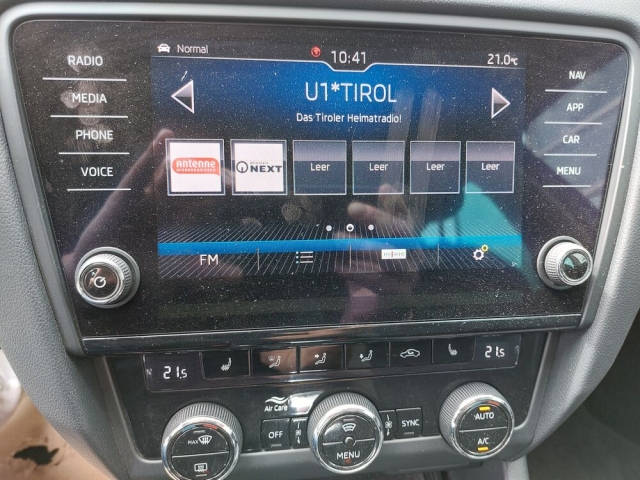 RADIO
MEDIA
PHONE
VOICE
Normal
10:41
21.0°C
U1*TIROL
Das Tiroler Heimatradio!
antenne
NEXT
Leer
Leer
Leer
Leer
FM
NAV
APP
CAR
MENU
21.5
21.5
Air Care
MAX
OFF
MENU
SYNC
AUTO
A/C